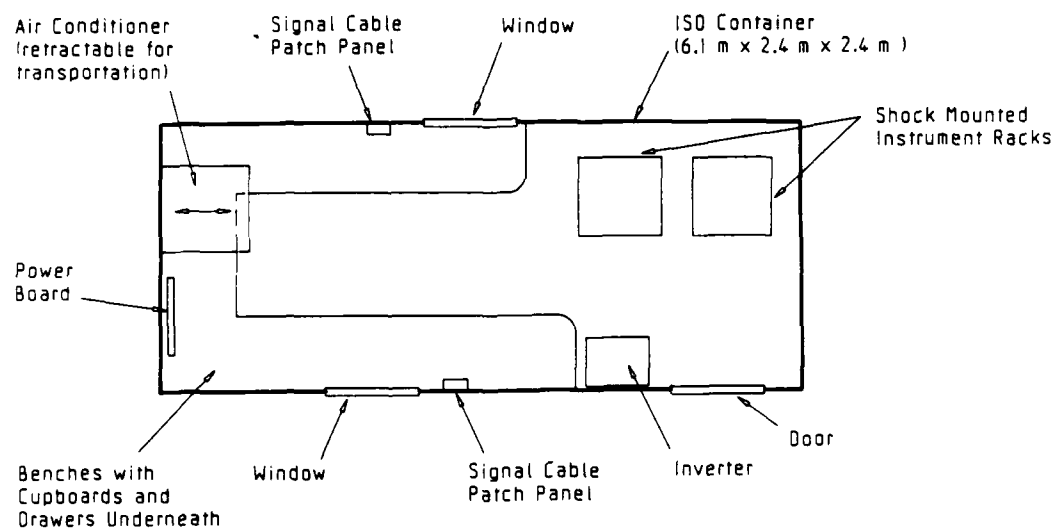 Air Conditioner
(retractable for
transportation)
Signal Cable
Patch Panel
Window
ISO Container
(6.1 m x 2.4 m x 2.4 m )
Shock Mounted
Instrument Racks
Power
Board
Benches with
Cupboards and
Drawers Underneath
Window
Signal Cable
Patch Panel
Inverter
Door